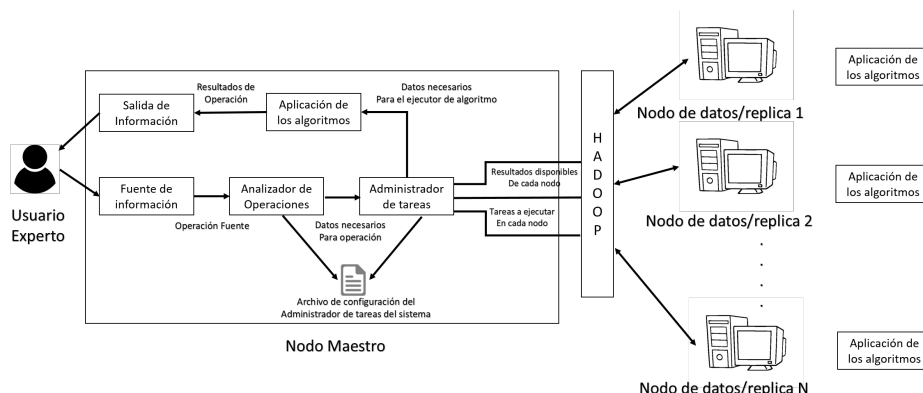 Resultados de
Operación
Datos necesarios
Para el ejecutor de algoritmo
Salida de
Información
Aplicación de
los algoritmos
Usuario
Experto
Fuente de
información
Analizador de
Operaciones
Administrador
de tareas
Operación Fuente
Datos necesarios
Para operación
Resultados disponibles
De cada nodo
Tareas a ejecutar
En cada nodo
Archivo de configuración del
Administrador de tareas del sistema
Nodo Maestro
H
A
D
O
O
P
Nodo de datos/replica 1
Aplicación de
los algoritmos
Nodo de datos/replica 2
Aplicación de
los algoritmos
Nodo de datos/replica N
Aplicación de
los algoritmos